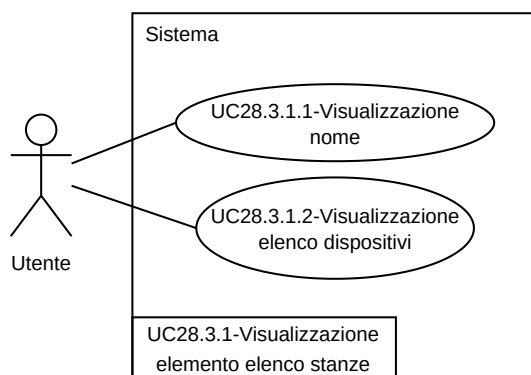 Sistema
UC28.3.1.1-Visualizzazione
nome
UC28.3.1.2-Visualizzazione
elenco dispositivi
Utente
UC28.3.1-Visualizzazione
elemento elenco stanze